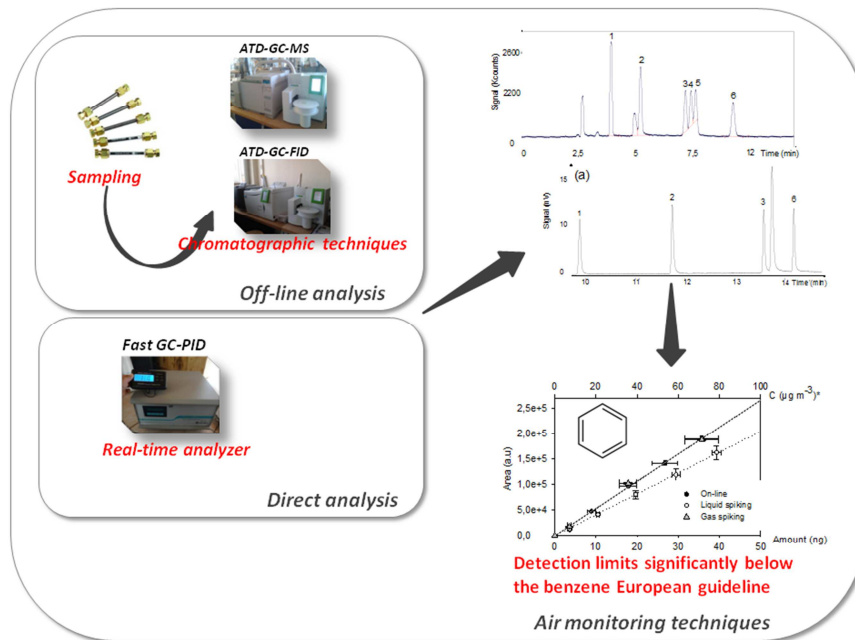 ATD-GC-MS
ATD-GC-FID
Sampling
Chromatographic techniques
Off-line analysis
Fast GC-PID
Real-time analyzer
Direct analysis
Signal (Kcounts)
2600
2200
1
2
3 4 5
6
2,5
5
7,5
12
Time (min)
(a)
Signal (mV)
15
10
5
0
1
2
3
6
10
11
12
13
14
Time (min)
0
20
40
60
80
100
C (µg m⁻³)*
Area (a.u)
2,5e+5
2,0e+5
1,5e+5
1,0e+5
5,0e+4
0,0
On-line
Liquid spiking
Gas spiking
0
10
20
30
40
50
Amount (ng)
Detection limits significantly below
the benzene European guideline
Air monitoring techniques